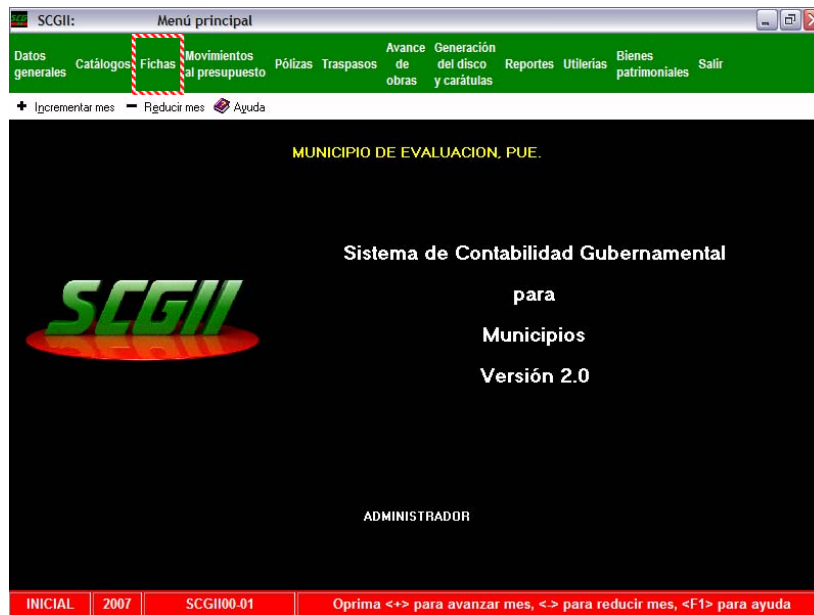 SCGII: Menú principal
Datos generales Catálogos Fichas Movimientos al presupuesto Pólizas Traspasos Avance de obras Generación del disco y carátulas Reportes Utilerias Bienes patrimoniales Salir
Incrementar mes Reducir mes Ayuda
MUNICIPIO DE EVALUACION, PUE.
Sistema de Contabilidad Gubernamental
para
Municipios
Versión 2.0
SCGII
ADMINISTRADOR
INICIAL 2007 SCGII00-01 Oprima <+> para avanzar mes, <-> para reducir mes, <F1> para ayuda